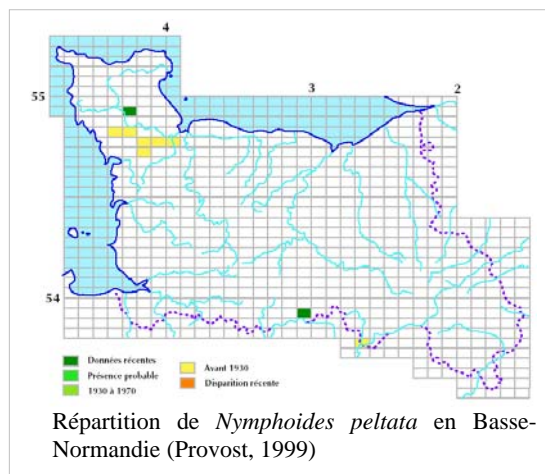 4
55
3
2
54
Données récentes
Présence probable
1930 à 1970
Avant 1930
Disparition récente
Répartition de Nymphoides peltata en Basse-
Normandie (Provost, 1999)